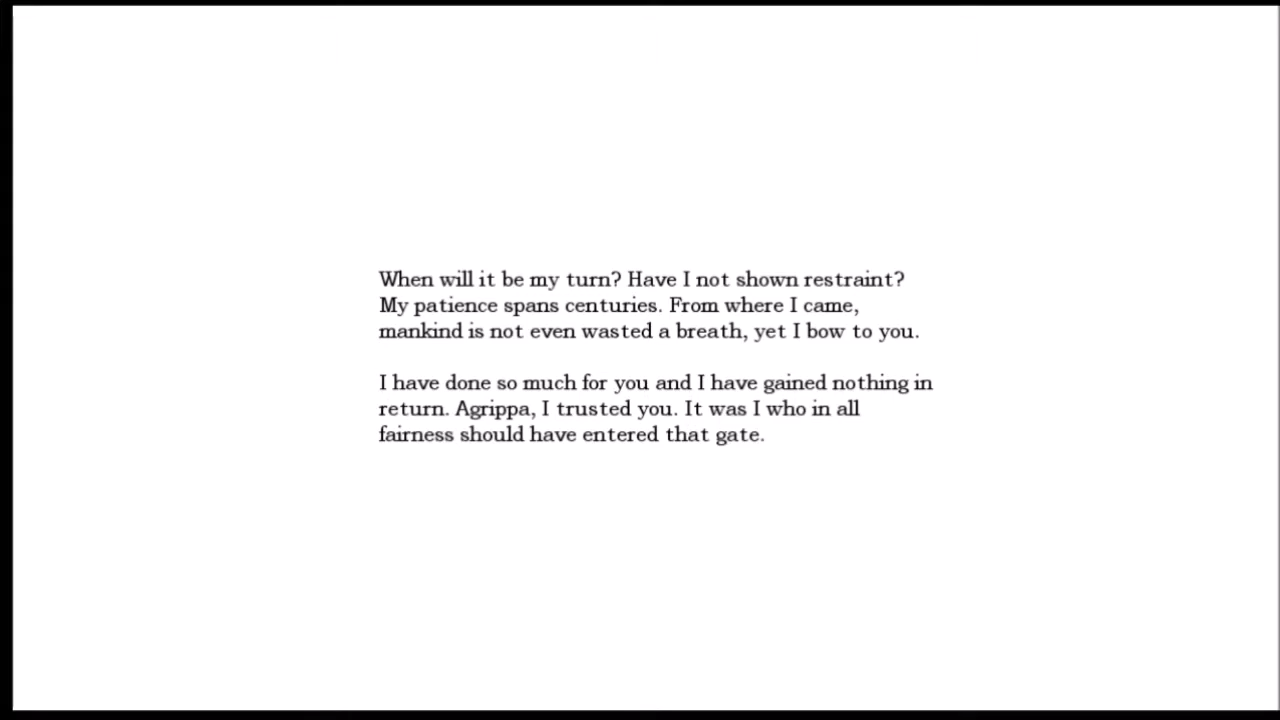 When will it be my turn? Have I not shown restraint?
My patience spans centuries. From where I came,
mankind is not even wasted a breath, yet I bow to you.
I have done so much for you and I have gained nothing in
return. Agrippa, I trusted you. It was I who in all
fairness should have entered that gate.